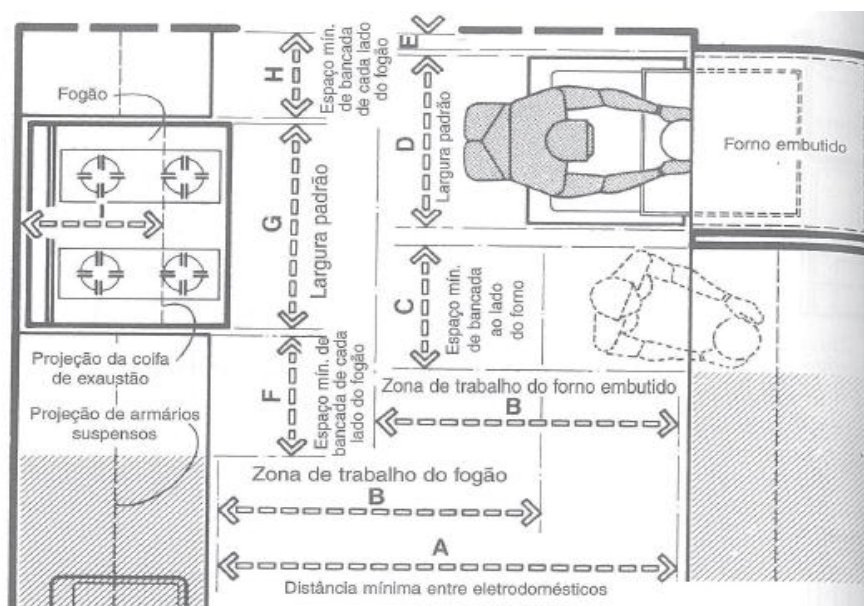 Fogão
H
Espaço mín.
de bancada
de cada lado
do fogão
E
D
Largura padrão
Forno embutido
I
G
Largura padrão
C
Espaço mín.
de bancada
ao lado
do forno
Projeção da coifa
de exaustão
F
Espaço mín. de
bancada de cada
lado do fogão
Zona de trabalho do forno embutido
B
Projeção de armários
suspensos
Zona de trabalho do fogão
B
A
Distância mínima entre eletrodomésticos